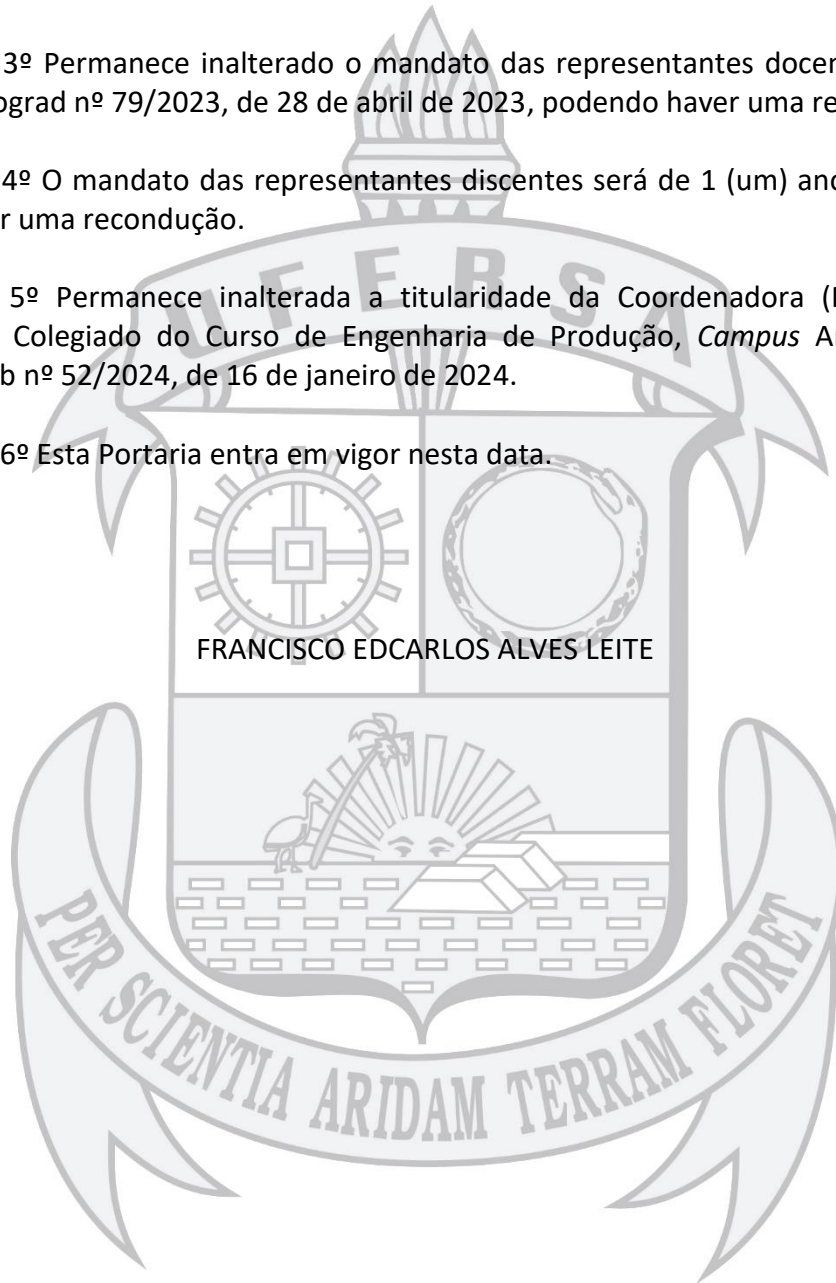 3º Permanece inalterado o mandato das representantes docen
ograd nº 79/2023, de 28 de abril de 2023, podendo haver uma re
4º O mandato das representantes discentes será de 1 (um) ano
r uma recondução.
UFERSA
5º Permanece inalterada a titularidade da Coordenadora (
Colegiado do Curso de Engenharia de Produção, Campus A
b nº 52/2024, de 16 de janeiro de 2024.
6º Esta Portaria entra em vigor nesta data.
FRANCISCO EDCARLOS ALVES LEITE
PER SCIENTIA ARIDAM TERRAM FLORET